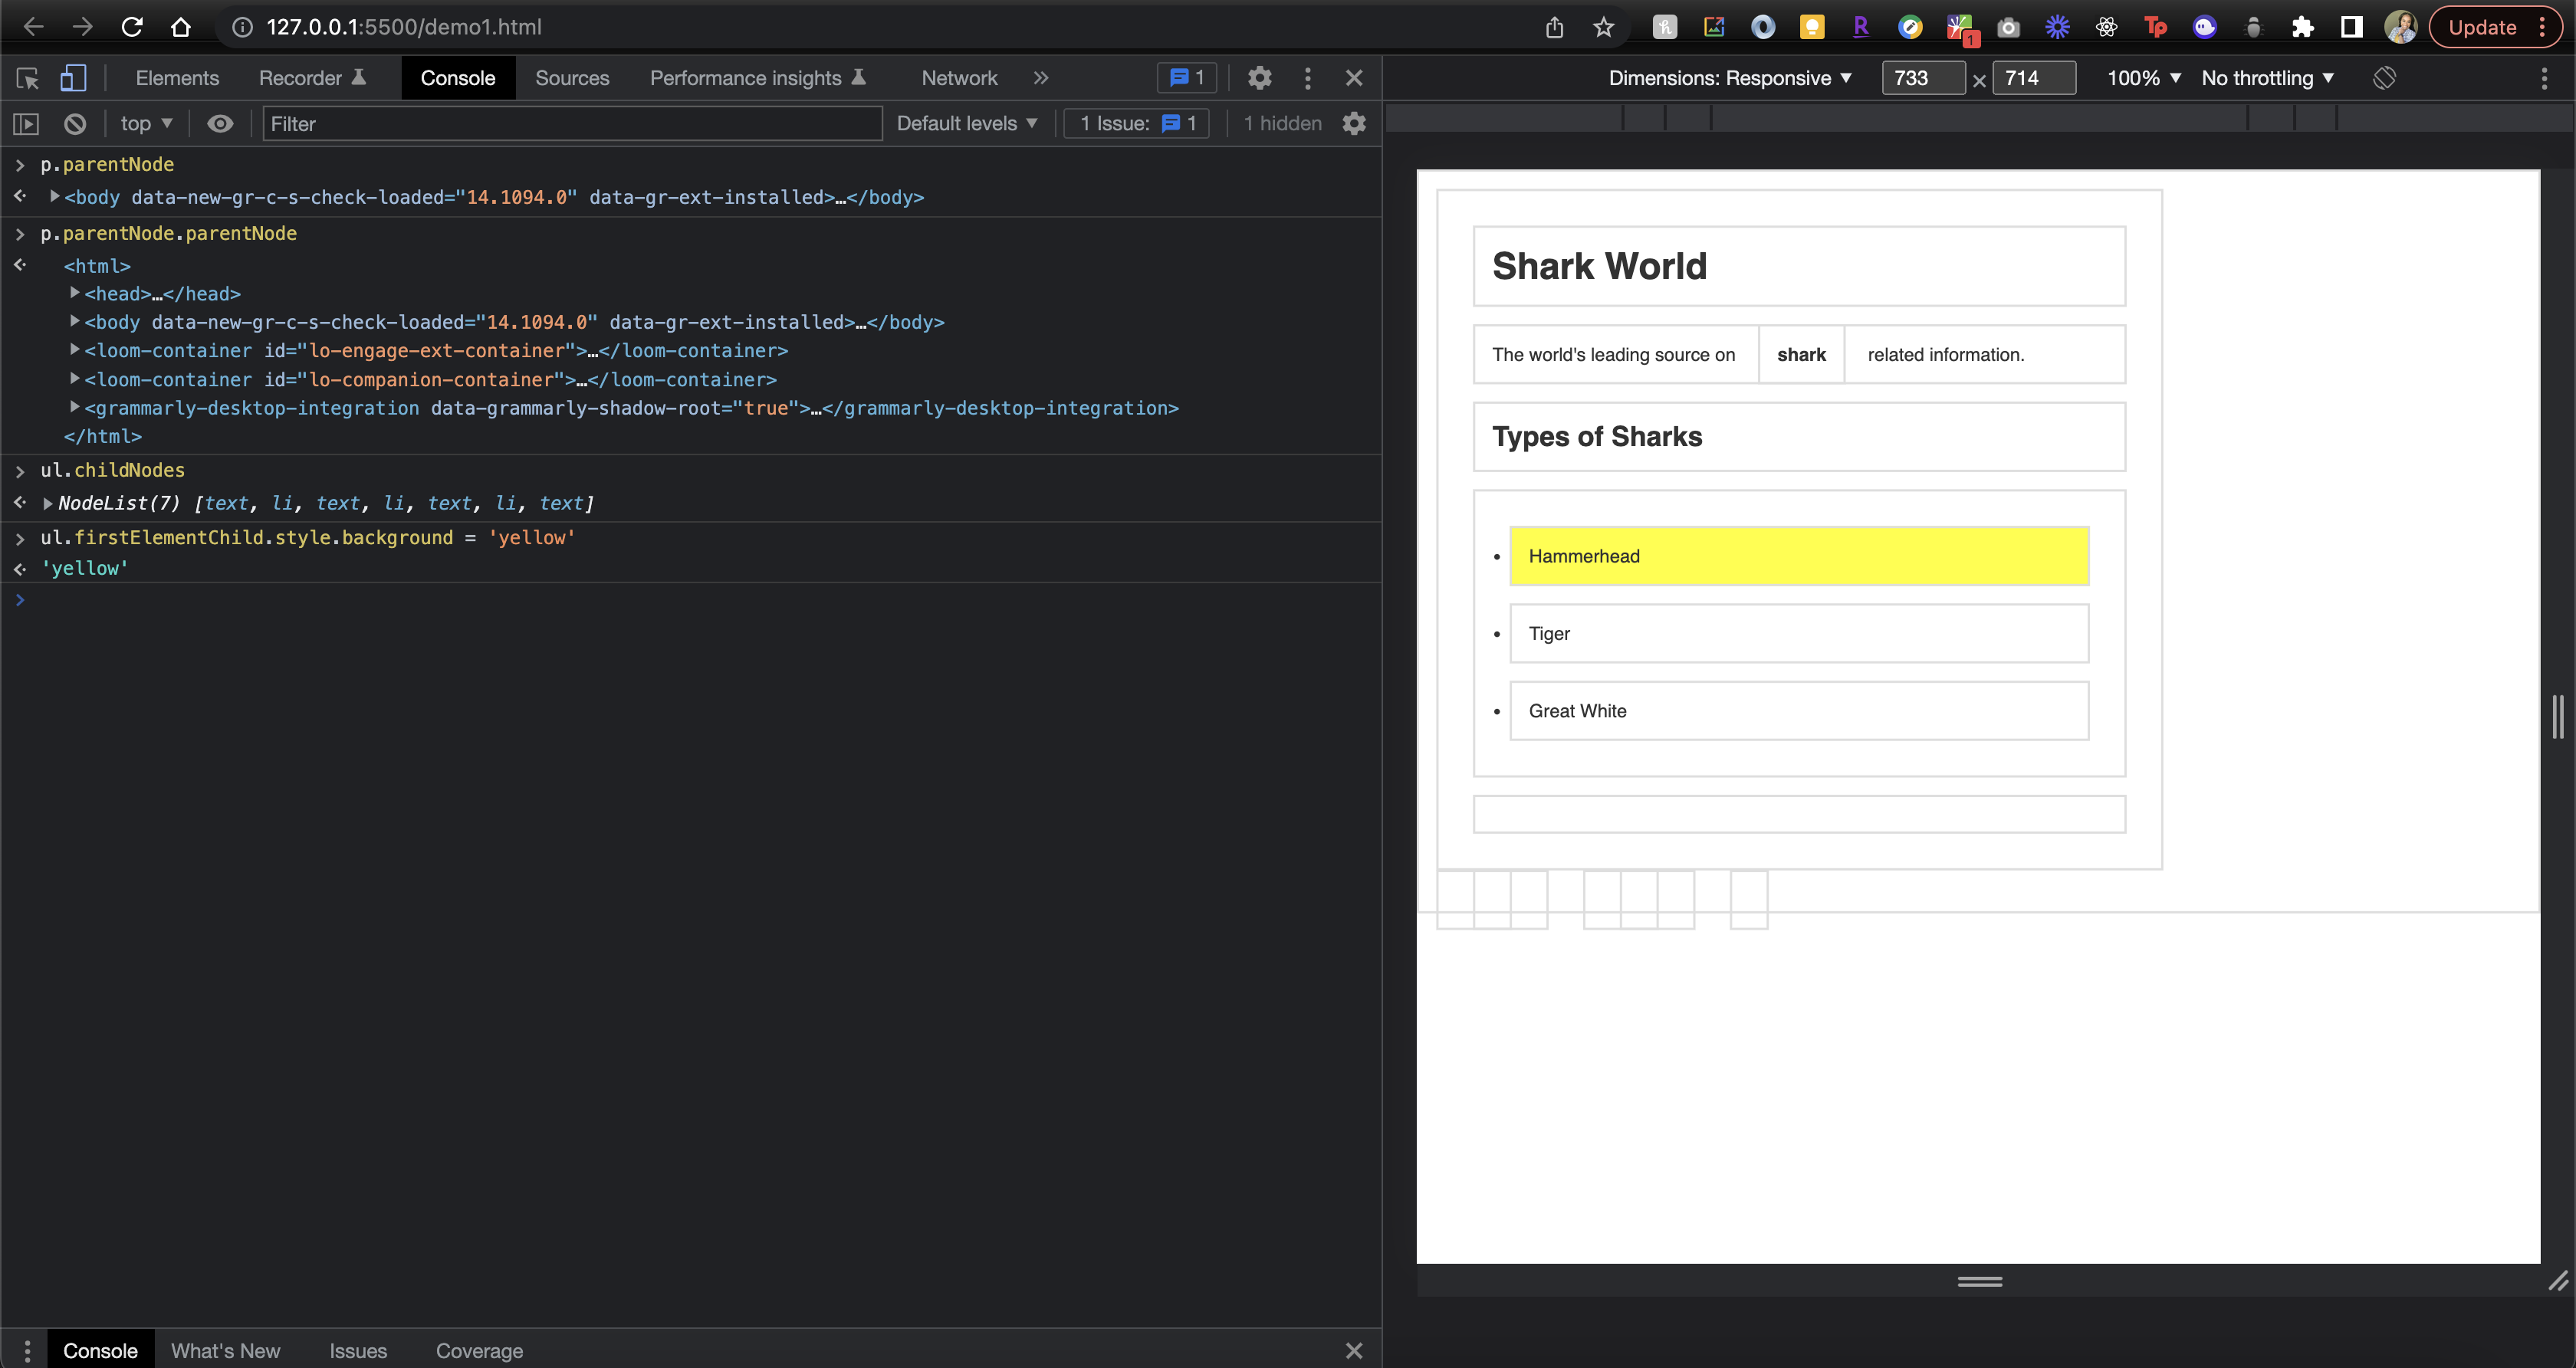 127.0.0.1:5500/demo1.html
1
Update
Elements
Recorder
Console
Sources
Performance insights
Network
1
Dimensions: Responsive
733
×
714
100%
No throttling
top
Filter
Default levels
1 Issue: 1
1 hidden
p.parentNode
<body data-new-gr-c-s-check-loaded="14.1094.0" data-gr-ext-installed>…</body>
p.parentNode.parentNode
<html>
<head>…</head>
<body data-new-gr-c-s-check-loaded="14.1094.0" data-gr-ext-installed>…</body>
<loom-container id="lo-engage-ext-container">…</loom-container>
<loom-container id="lo-companion-container">…</loom-container>
<grammarly-desktop-integration data-grammarly-shadow-root="true">…</grammarly-desktop-integration>
</html>
ul.childNodes
NodeList(7) [text, li, text, li, text, li, text]
ul.firstElementChild.style.background = 'yellow'
'yellow'
Shark World
The world's leading source on shark related information.
Types of Sharks
• Hammerhead
• Tiger
• Great White
Console
What's New
Issues
Coverage